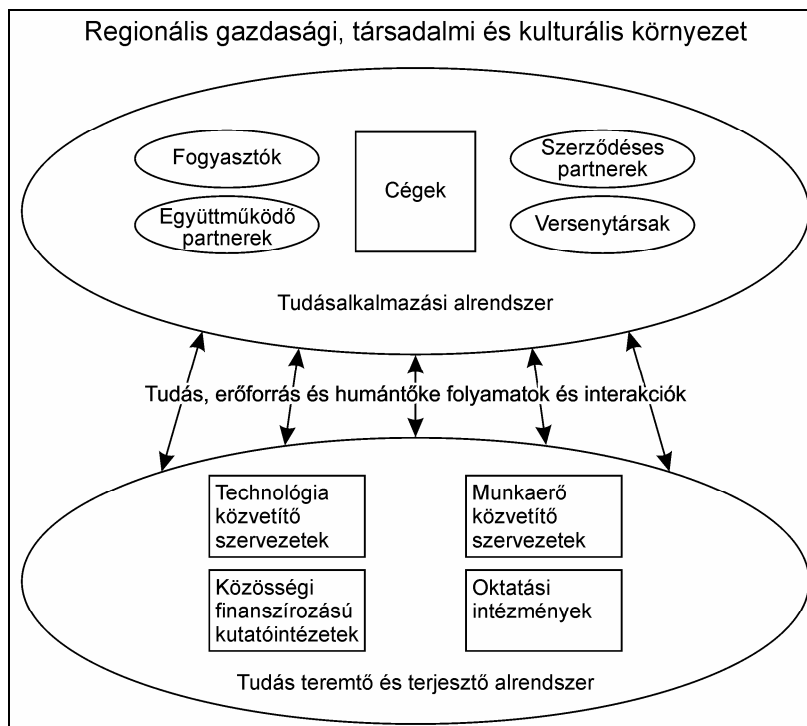 Regionális gazdasági, társadalmi és kulturális környezet
Fogyasztók
Együttműködő
partnerek
Cégek
Szerződéses
partnerek
Versenytársak
Tudásalkalmazási alrendszer
Tudás, erőforrás és humántőke folyamatok és interakciók
Technológia
közvetítő
szervezetek
Munkaerő
közvetítő
szervezetek
Közösségi
finanszírozású
kutatóintézetek
Oktatási
intézmények
Tudás teremtő és terjesztő alrendszer